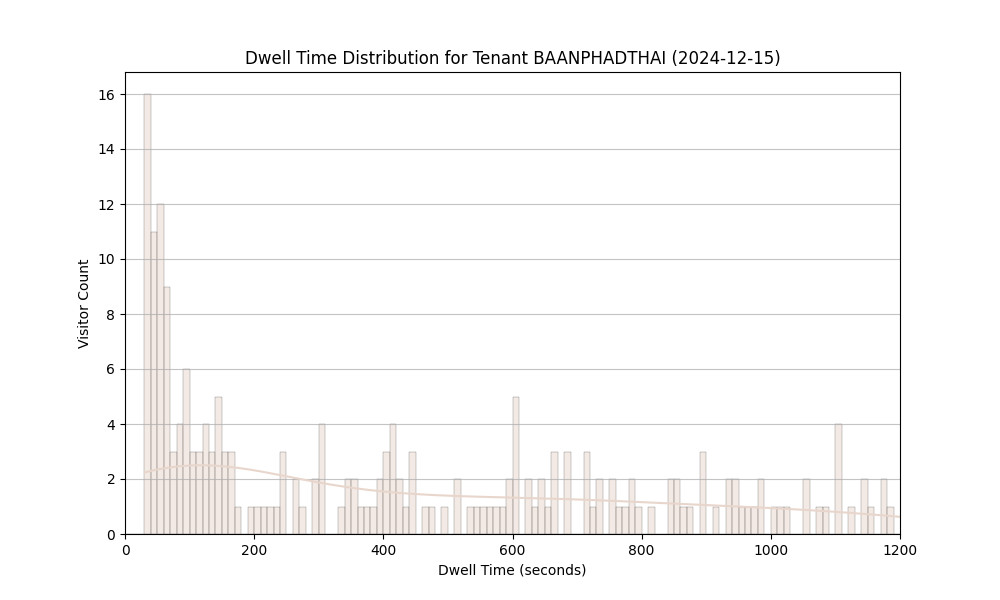 Dwell Time Distribution for Tenant BAANPHADTHAI (2024-12-15)
16
14
12
10
8
6
4
2
0
Visitor Count
0 200 400 600 800 1000 1200
Dwell Time (seconds)